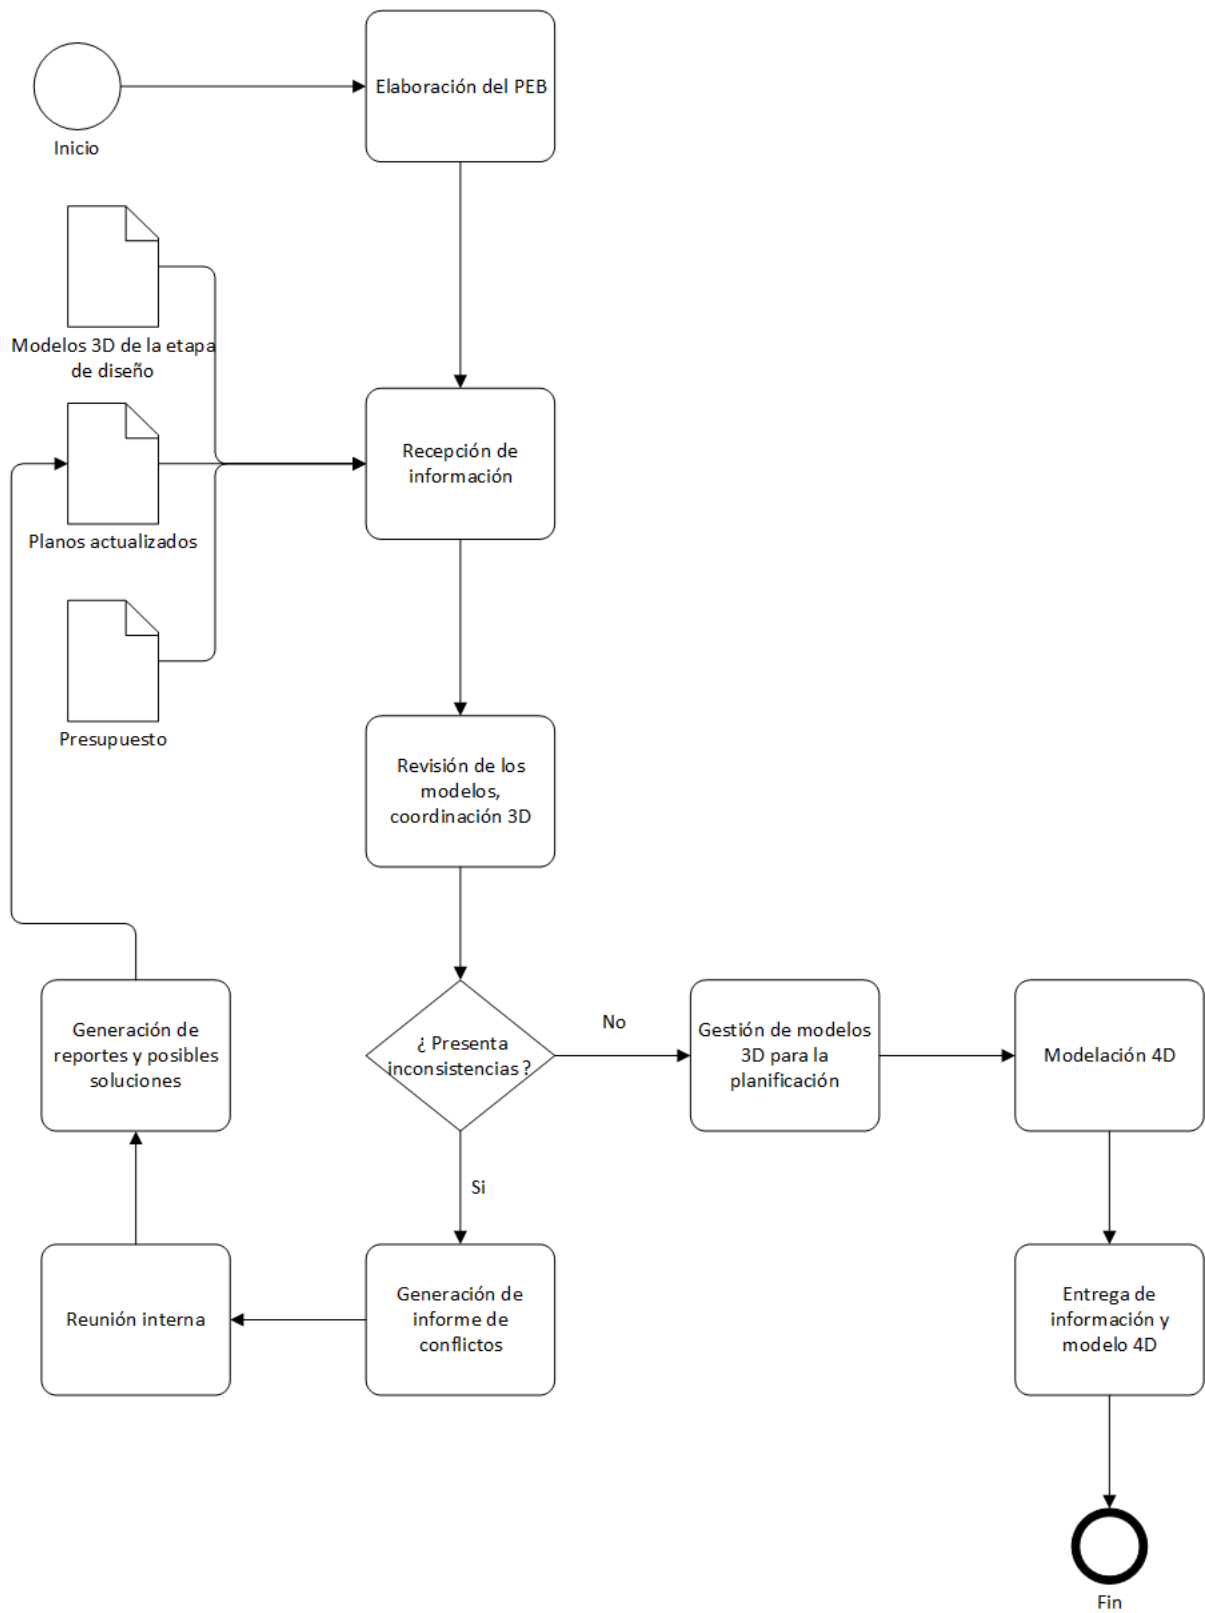 Elaboración del PEB
Inicio
Modelos 3D de la etapa
de diseño
Recepción de
información
Planos actualizados
Presupuesto
Revisión de los
modelos,
coordinación 3D
Generación de
reportes y posibles
soluciones
¿ Presenta
inconsistencias ?
No
Gestión de modelos
3D para la
planificación
Modelación 4D
Si
Reunión interna
Generación de
informe de
conflictos
Entrega de
información y
modelo 4D
Fin